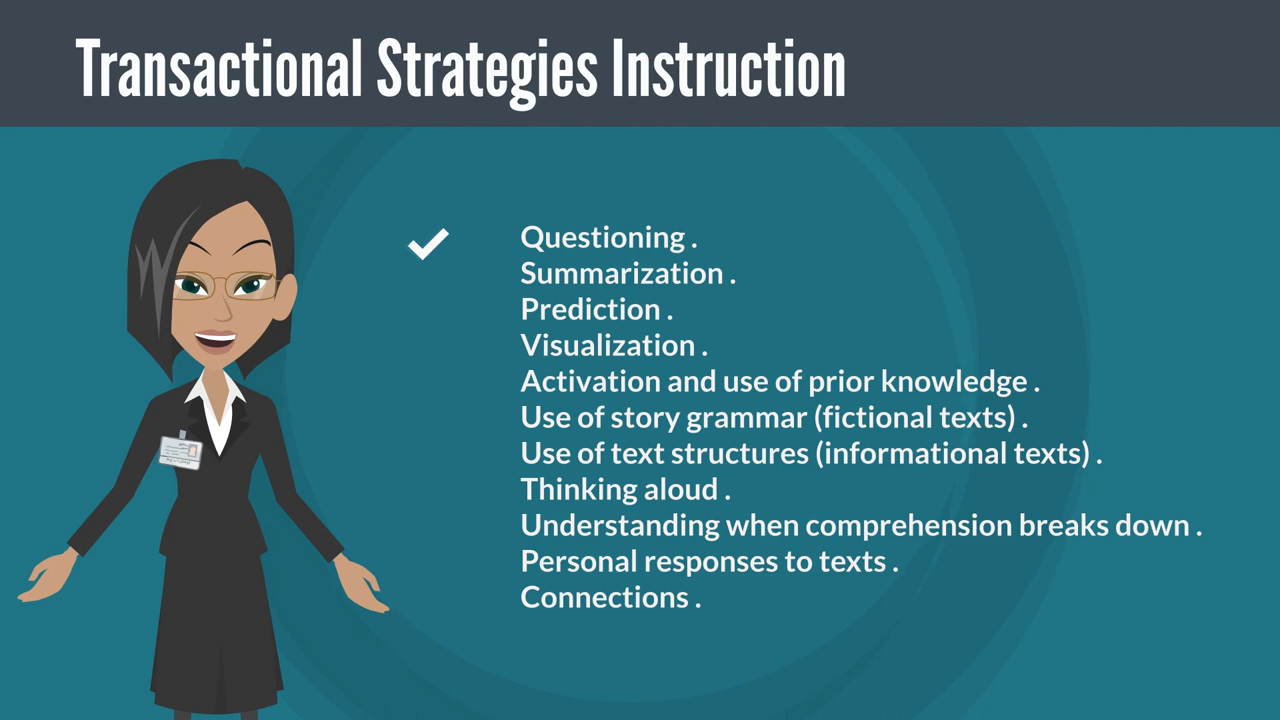 Transactional Strategies Instruction
Questioning .
Summarization .
Prediction .
Visualization .
Activation and use of prior knowledge .
Use of story grammar (fictional texts) .
Use of text structures (informational texts) .
Thinking aloud .
Understanding when comprehension breaks down .
Personal responses to texts .
Connections .